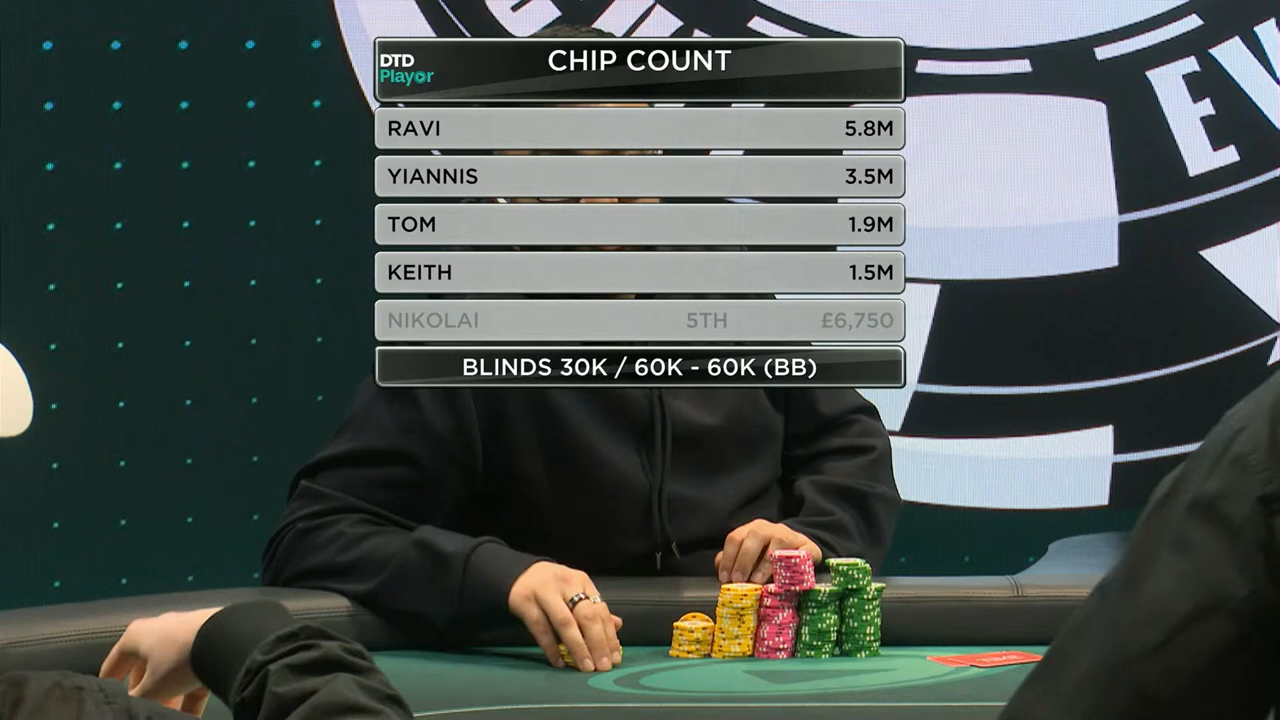 DTD
Player
CHIP COUNT
RAVI 5.8M
YIANNIS 3.5M
TOM 1.9M
KEITH 1.5M
NIKOLAI 5TH £6,750
BLINDS 30K / 60K - 60K (BB)